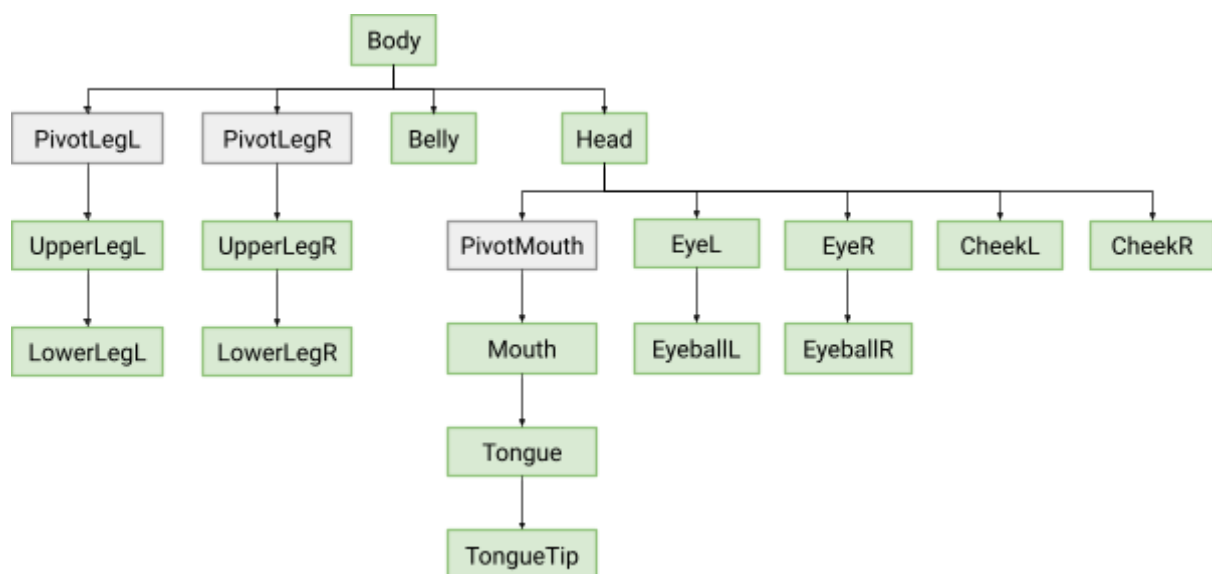 Body
PivotLegL
PivotLegR
Belly
Head
UpperLegL
UpperLegR
PivotMouth
EyeL
EyeR
CheekL
CheekR
LowerLegL
LowerLegR
Mouth
EyeballL
EyeballR
Tongue
TongueTip